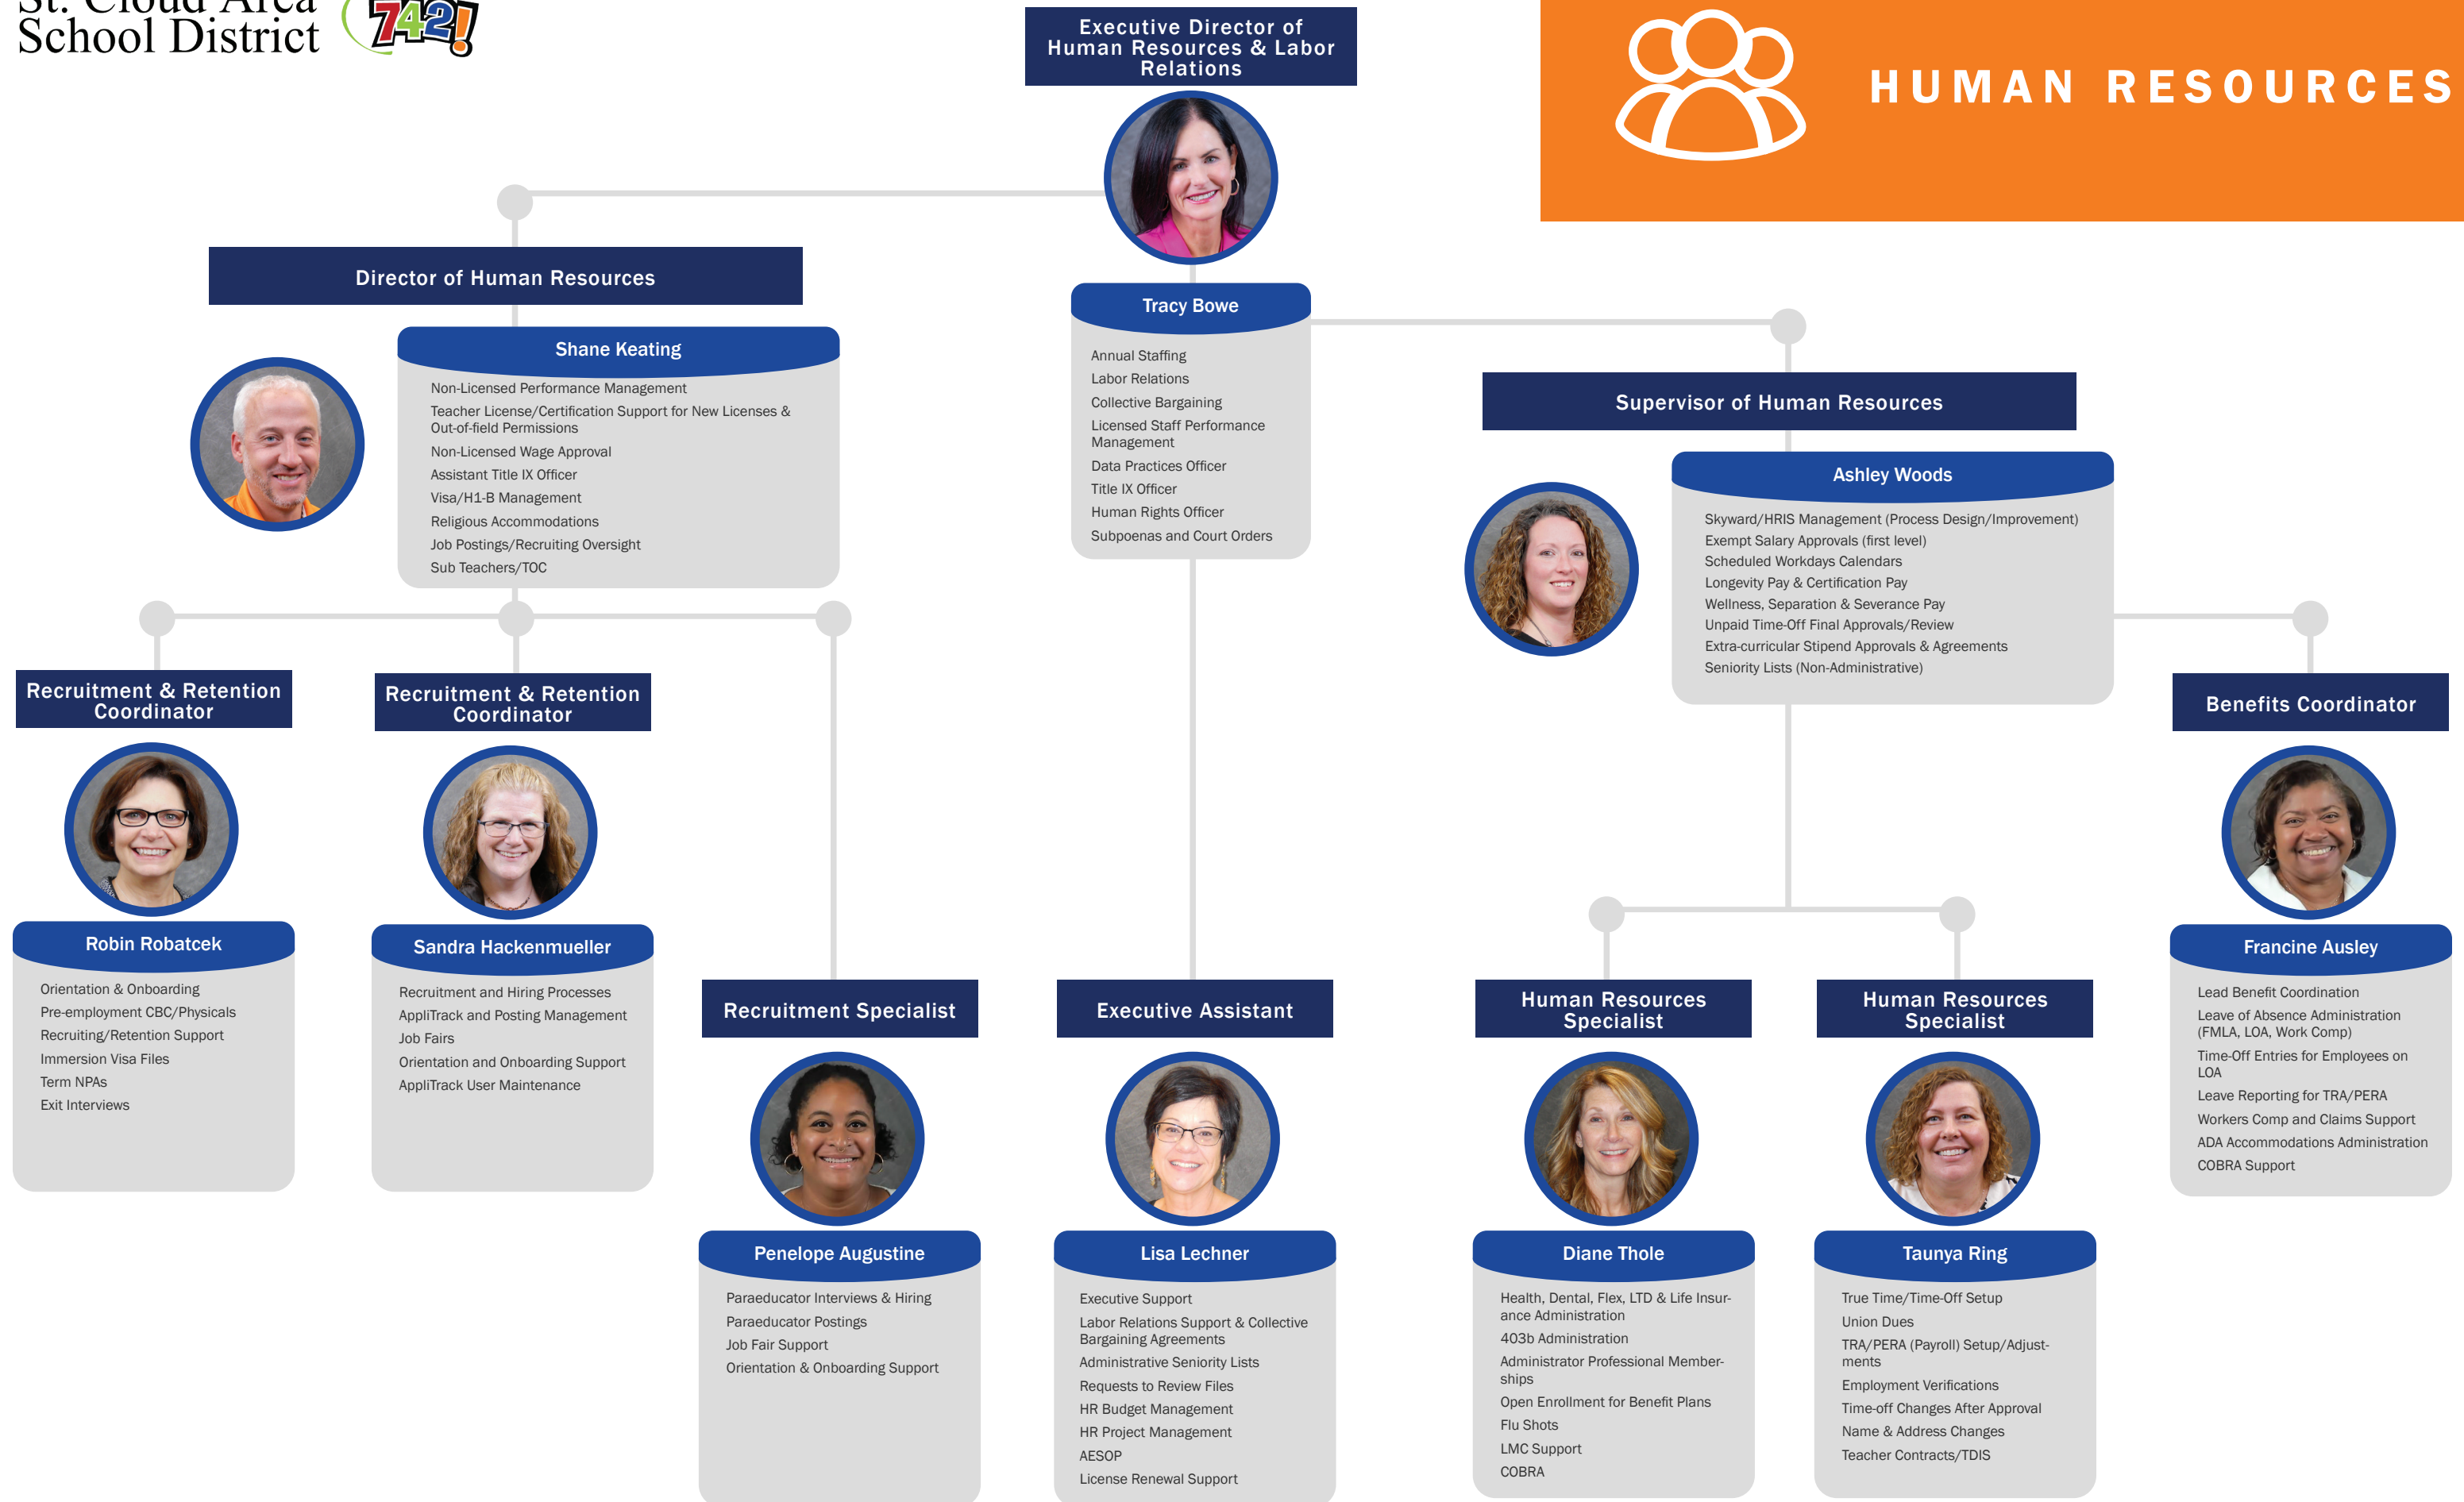 St. Cloud Area
School District
742!
Executive Director of
Human Resources & Labor
Relations
HUMAN RESOURCES
Director of Human Resources
Shane Keating
Non-Licensed Performance Management
Teacher License/Certification Support for New Licenses &
Out-of-field Permissions
Non-Licensed Wage Approval
Assistant Title IX Officer
Visa/H1-B Management
Religious Accommodations
Job Postings/Recruiting Oversight
Sub Teachers/TOC
Tracy Bowe
Annual Staffing
Labor Relations
Collective Bargaining
Licensed Staff Performance
Management
Data Practices Officer
Title IX Officer
Human Rights Officer
Subpoenas and Court Orders
Supervisor of Human Resources
Ashley Woods
Skyward/HRIS Management (Process Design/Improvement)
Exempt Salary Approvals (first level)
Scheduled Workdays Calendars
Longevity Pay & Certification Pay
Wellness, Separation & Severance Pay
Unpaid Time-Off Final Approvals/Review
Extra-curricular Stipend Approvals & Agreements
Seniority Lists (Non-Administrative)
Recruitment & Retention
Coordinator
Robin Robatcek
Orientation & Onboarding
Pre-employment CBC/Physicals
Recruiting/Retention Support
Immersion Visa Files
Term NPAs
Exit Interviews
Recruitment & Retention
Coordinator
Sandra Hackenmueller
Recruitment and Hiring Processes
AppliTrack and Posting Management
Job Fairs
Orientation and Onboarding Support
AppliTrack User Maintenance
Recruitment Specialist
Penelope Augustine
Paraeducator Interviews & Hiring
Paraeducator Postings
Job Fair Support
Orientation & Onboarding Support
Executive Assistant
Lisa Lechner
Executive Support
Labor Relations Support & Collective
Bargaining Agreements
Administrative Seniority Lists
Requests to Review Files
HR Budget Management
HR Project Management
AESOP
License Renewal Support
Human Resources
Specialist
Diane Thole
Health, Dental, Flex, LTD & Life Insur-
ance Administration
403b Administration
Administrator Professional Member-
ships
Open Enrollment for Benefit Plans
Flu Shots
LMC Support
COBRA
Human Resources
Specialist
Taunya Ring
True Time/Time-Off Setup
Union Dues
TRA/PERA (Payroll) Setup/Adjust-
ments
Employment Verifications
Time-off Changes After Approval
Name & Address Changes
Teacher Contracts/TDIS
Benefits Coordinator
Francine Ausley
Lead Benefit Coordination
Leave of Absence Administration
(FMLA, LOA, Work Comp)
Time-Off Entries for Employees on
LOA
Leave Reporting for TRA/PERA
Workers Comp and Claims Support
ADA Accommodations Administration
COBRA Support